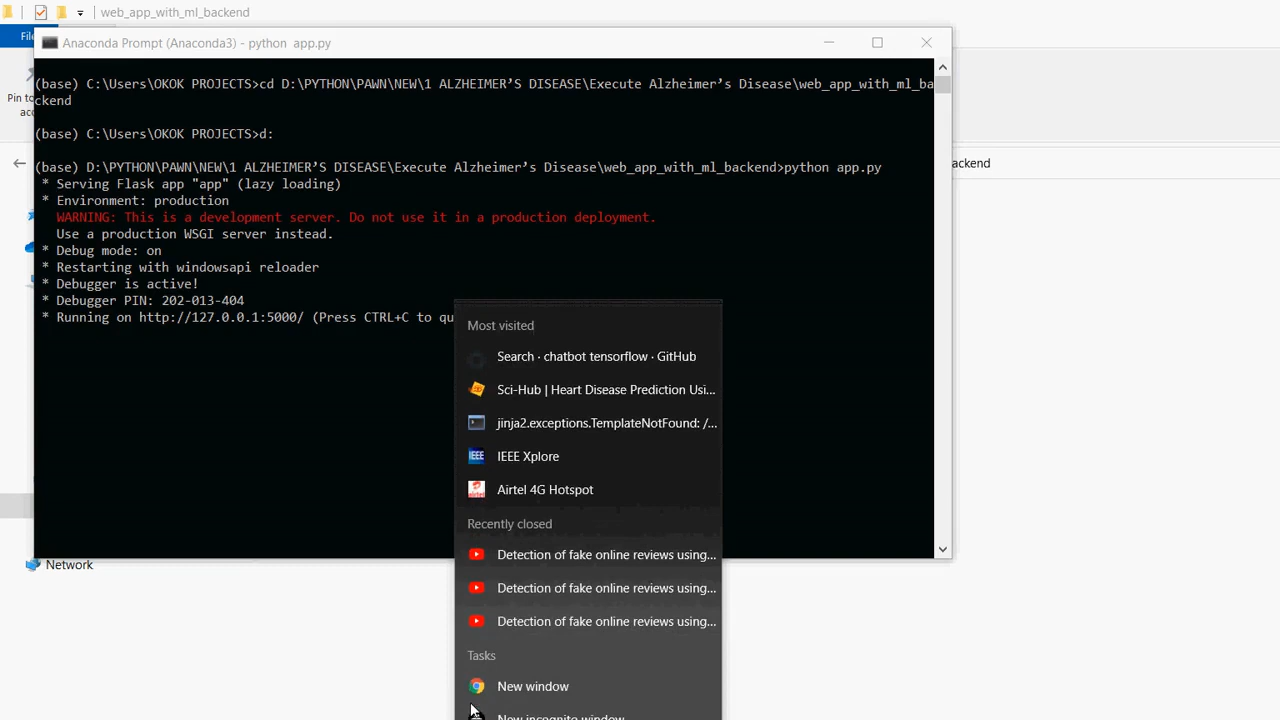 web_app_with_ml_backend
File
Anaconda Prompt (Anaconda3) - python  app.py
(base) C:\Users\OKOK PROJECTS>cd D:\PYTHON\PAWN\NEW\1 ALZHEIMER’S DISEASE\Execute Alzheimer’s Disease\web_app_with_ml_ba
ckend
Pin to
acc
(base) C:\Users\OKOK PROJECTS>d:
(base) D:\PYTHON\PAWN\NEW\1 ALZHEIMER’S DISEASE\Execute Alzheimer’s Disease\web_app_with_ml_backend>python app.py
ackend
* Serving Flask app "app" (lazy loading)
* Environment: production
WARNING: This is a development server. Do not use it in a production deployment.
Use a production WSGI server instead.
* Debug mode: on
* Restarting with windowsapi reloader
* Debugger is active!
* Debugger PIN: 202-013-404
* Running on http://127.0.0.1:5000/ (Press CTRL+C to qu
Most visited
Search · chatbot tensorflow · GitHub
Sci-Hub | Heart Disease Prediction Usi...
jinja2.exceptions.TemplateNotFound: /...
IEEE Xplore
Airtel 4G Hotspot
Recently closed
Detection of fake online reviews using...
Detection of fake online reviews using...
Detection of fake online reviews using...
Network
Tasks
New window
New incognito window